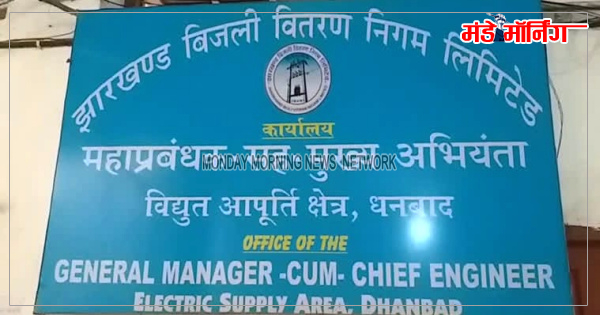 मंडे मॉर्निंग
झारखण्ड बिजली वितरण निगम लिमिटेड
कार्यालय
महाप्रबंधक सह मुख्य अभियंता
MONDAY MORNING NEWS NETWORK
विद्युत आपूर्ति क्षेत्र, धनबाद
OFFICE OF THE
GENERAL MANAGER -CUM- CHIEF ENGINEER
ELECTRIC SUPPLY AREA, DHANBAD